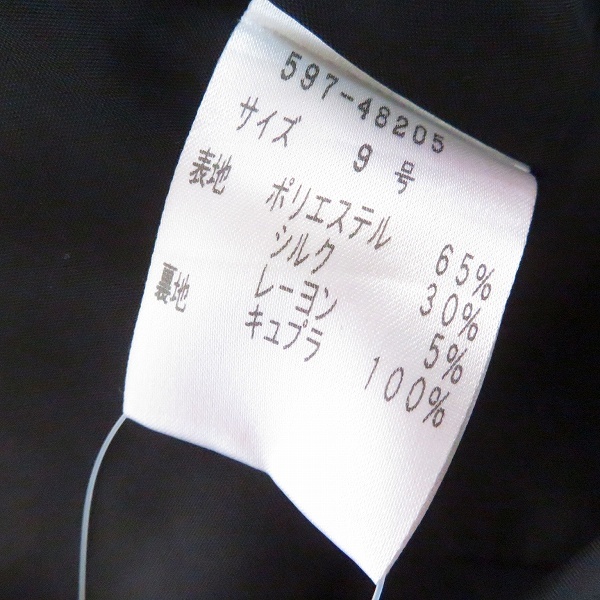 597-48205
サイズ 9号
表地 ポリエステル 65%
シルク 30%
レーヨン 5%
裏地 キュプラ 100%